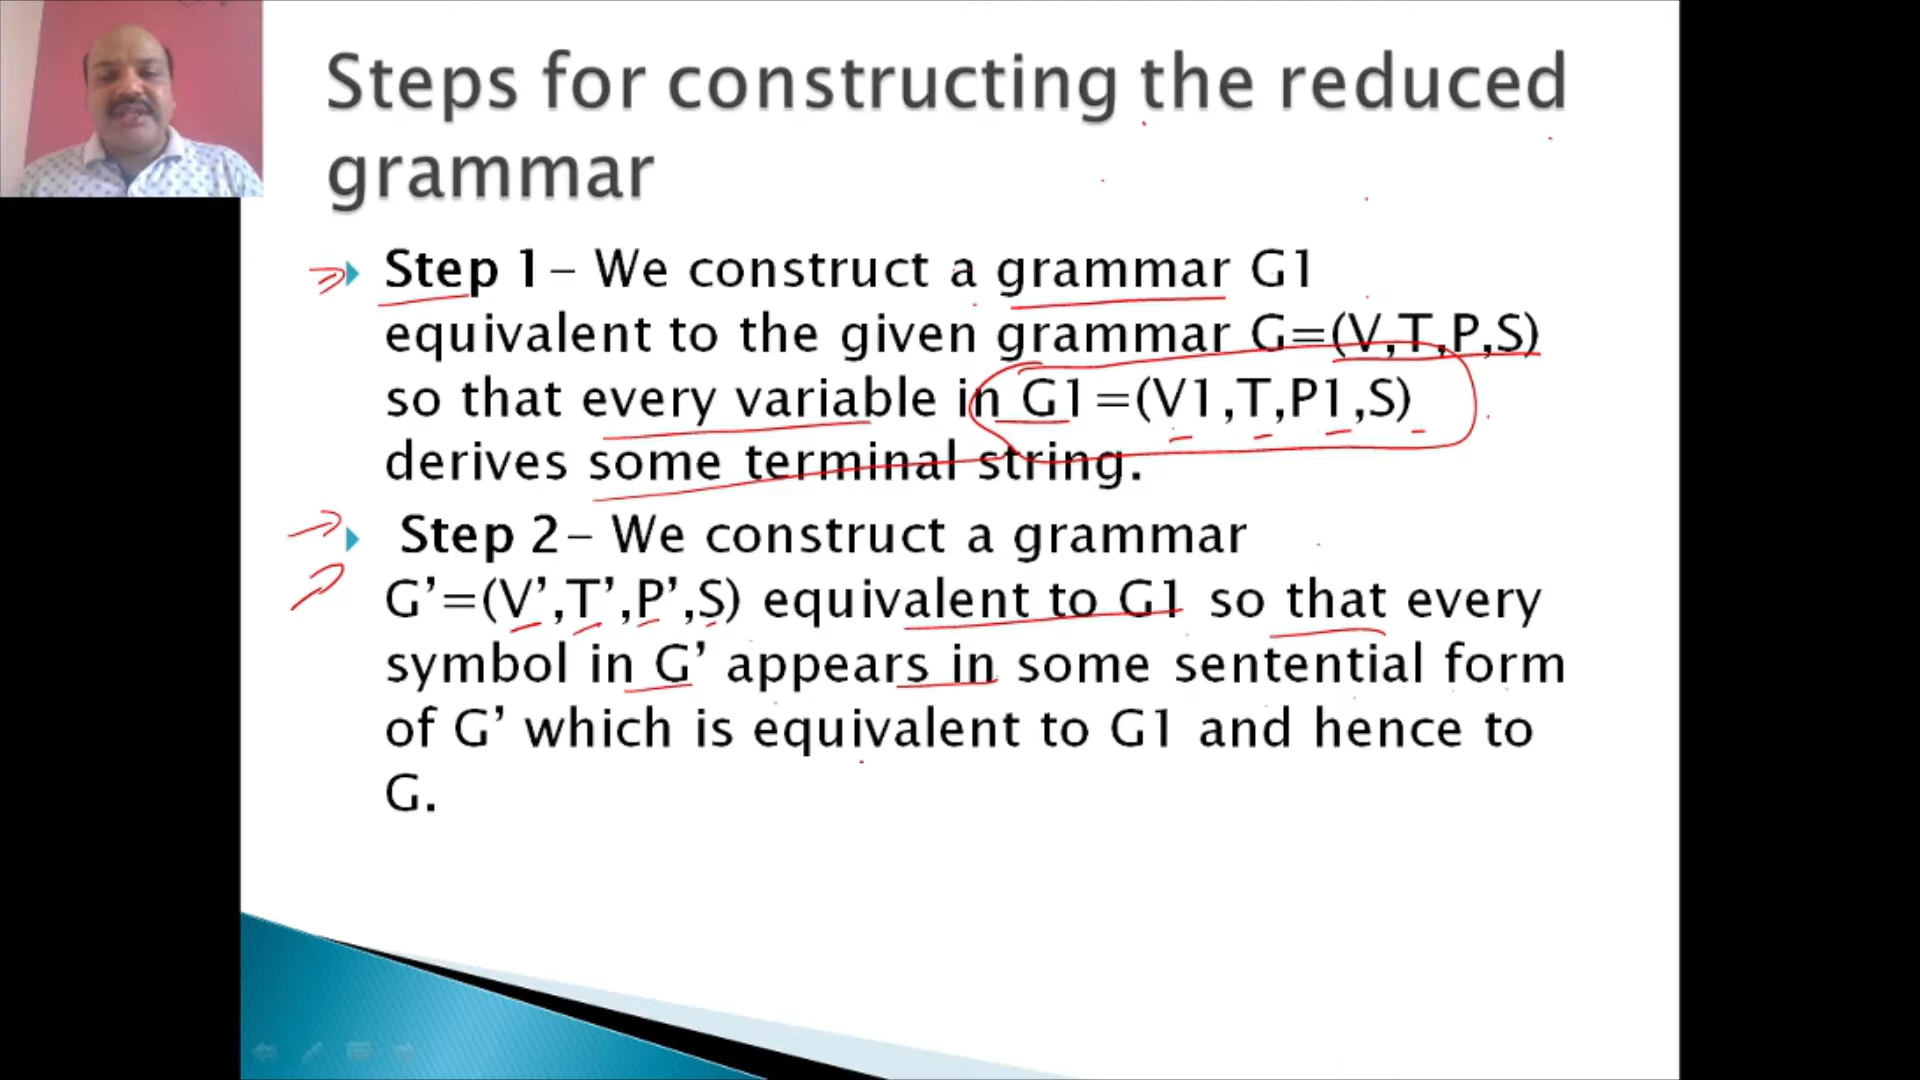 Steps for constructing the reduced
grammar
Step 1– We construct a grammar G1
equivalent to the given grammar G=(V,T,P,S)
so that every variable in G1=(V1,T,P1,S)
derives some terminal string.
Step 2– We construct a grammar
G’=(V’,T’,P’,S) equivalent to G1 so that every
symbol in G’ appears in some sentential form
of G’ which is equivalent to G1 and hence to
G.